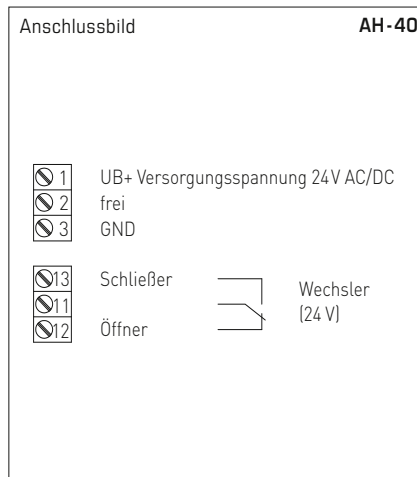 Anschlussbild AH-40
1 UB+ Versorgungsspannung 24V AC/DC
2 frei
3 GND
13 Schließer
11
12 Öffner
Wechsler
(24 V)